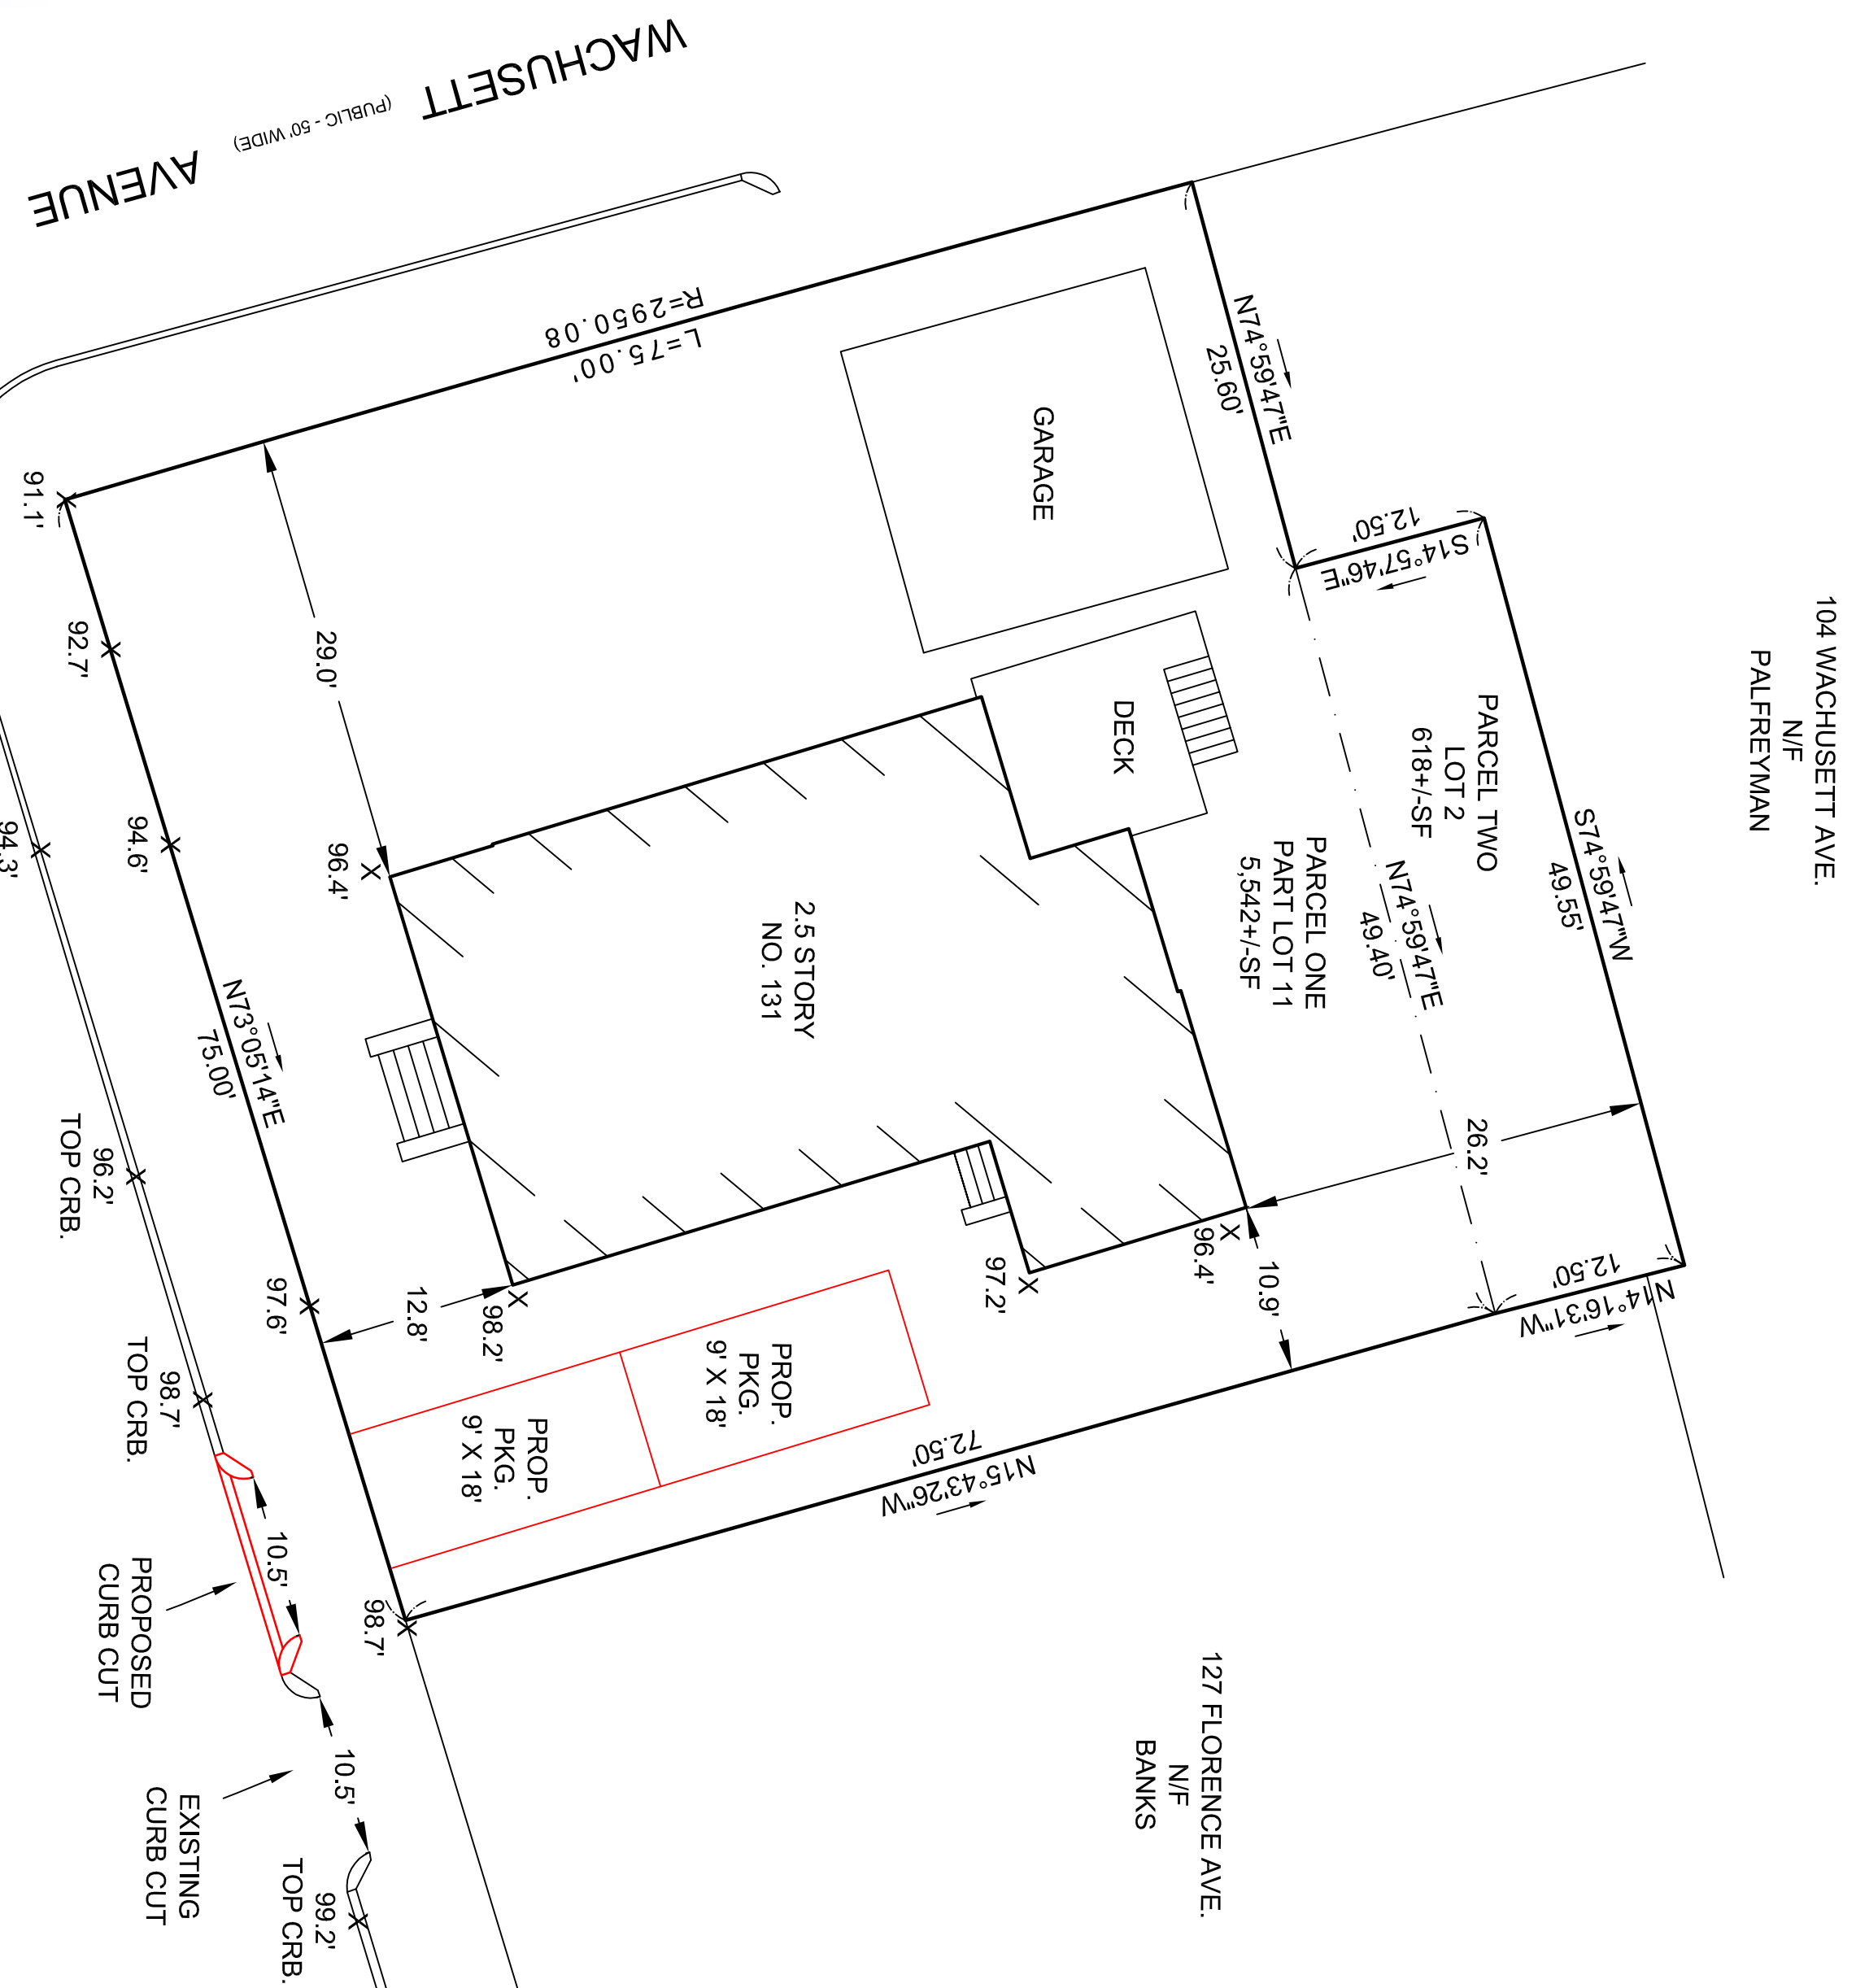 WACHUSETT
(PUBLIC - 50' WIDE)
AVENUE
R=2950.08
L=75.00'
N74°59'47"E
25.60'
12.50'
S14°57'46"E
GARAGE
DECK
104 WACHUSETT AVE.
N/F
PALFREYMAN
PARCEL TWO
LOT 2
618+/-SF
S74°59'47"W
49.55'
N74°59'47"E
49.40'
PARCEL ONE
PART LOT 11
5,542+/-SF
2.5 STORY
NO. 131
29.0'
91.1'
92.7'
94.6'
96.4'
94.3'
N73°05'14"E
75.00'
96.2'
TOP CRB.
26.2'
96.4'
10.9'
97.2'
12.50'
N14°16'31"W
97.6'
12.8'
98.2'
PROP.
PKG.
9' X 18'
PROP.
PKG.
9' X 18'
72.50'
N15°43'26"W
98.7'
TOP CRB.
98.7'
10.5'
PROPOSED
CURB CUT
10.5'
EXISTING
CURB CUT
99.2'
TOP CRB.
127 FLORENCE AVE.
N/F
BANKS